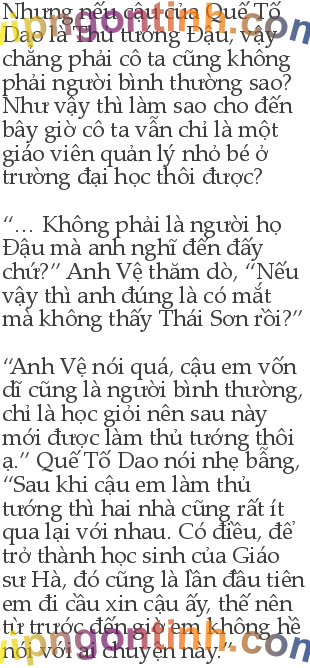 Nhưng nếu cậu của Quế Tố
Dao là Thủ tướng Đậu, vậy
chẳng phải cô ta cũng không
phải người bình thường sao?
Như vậy thì làm sao cho đến
bây giờ cô ta vẫn chỉ là một
giáo viên quản lý nhỏ bé ở
trường đại học thôi được?
“… Không phải là người họ
Đậu mà anh nghĩ đến đấy
chứ?” Anh Vệ thăm dò, “Nếu
vậy thì anh đúng là có mắt
mà không thấy Thái Sơn rồi?”
“Anh Vệ nói quá, cậu em vốn
dĩ cũng là người bình thường,
chỉ là học giỏi nên sau này
mới được làm thủ tướng thôi
ạ.” Quế Tố Dao nói nhẹ bẫng,
“Sau khi cậu em làm thủ
tướng thì hai nhà cũng rất ít
qua lại với nhau. Có điều, để
trở thành học sinh của Giáo
sư Hà, đó cũng là lần đầu tiên
em đi cầu xin cậu ấy, thế nên
từ trước đến giờ em không hề
nói với ai chuyện này.”
vipngontinh.com
vipngontinh.com